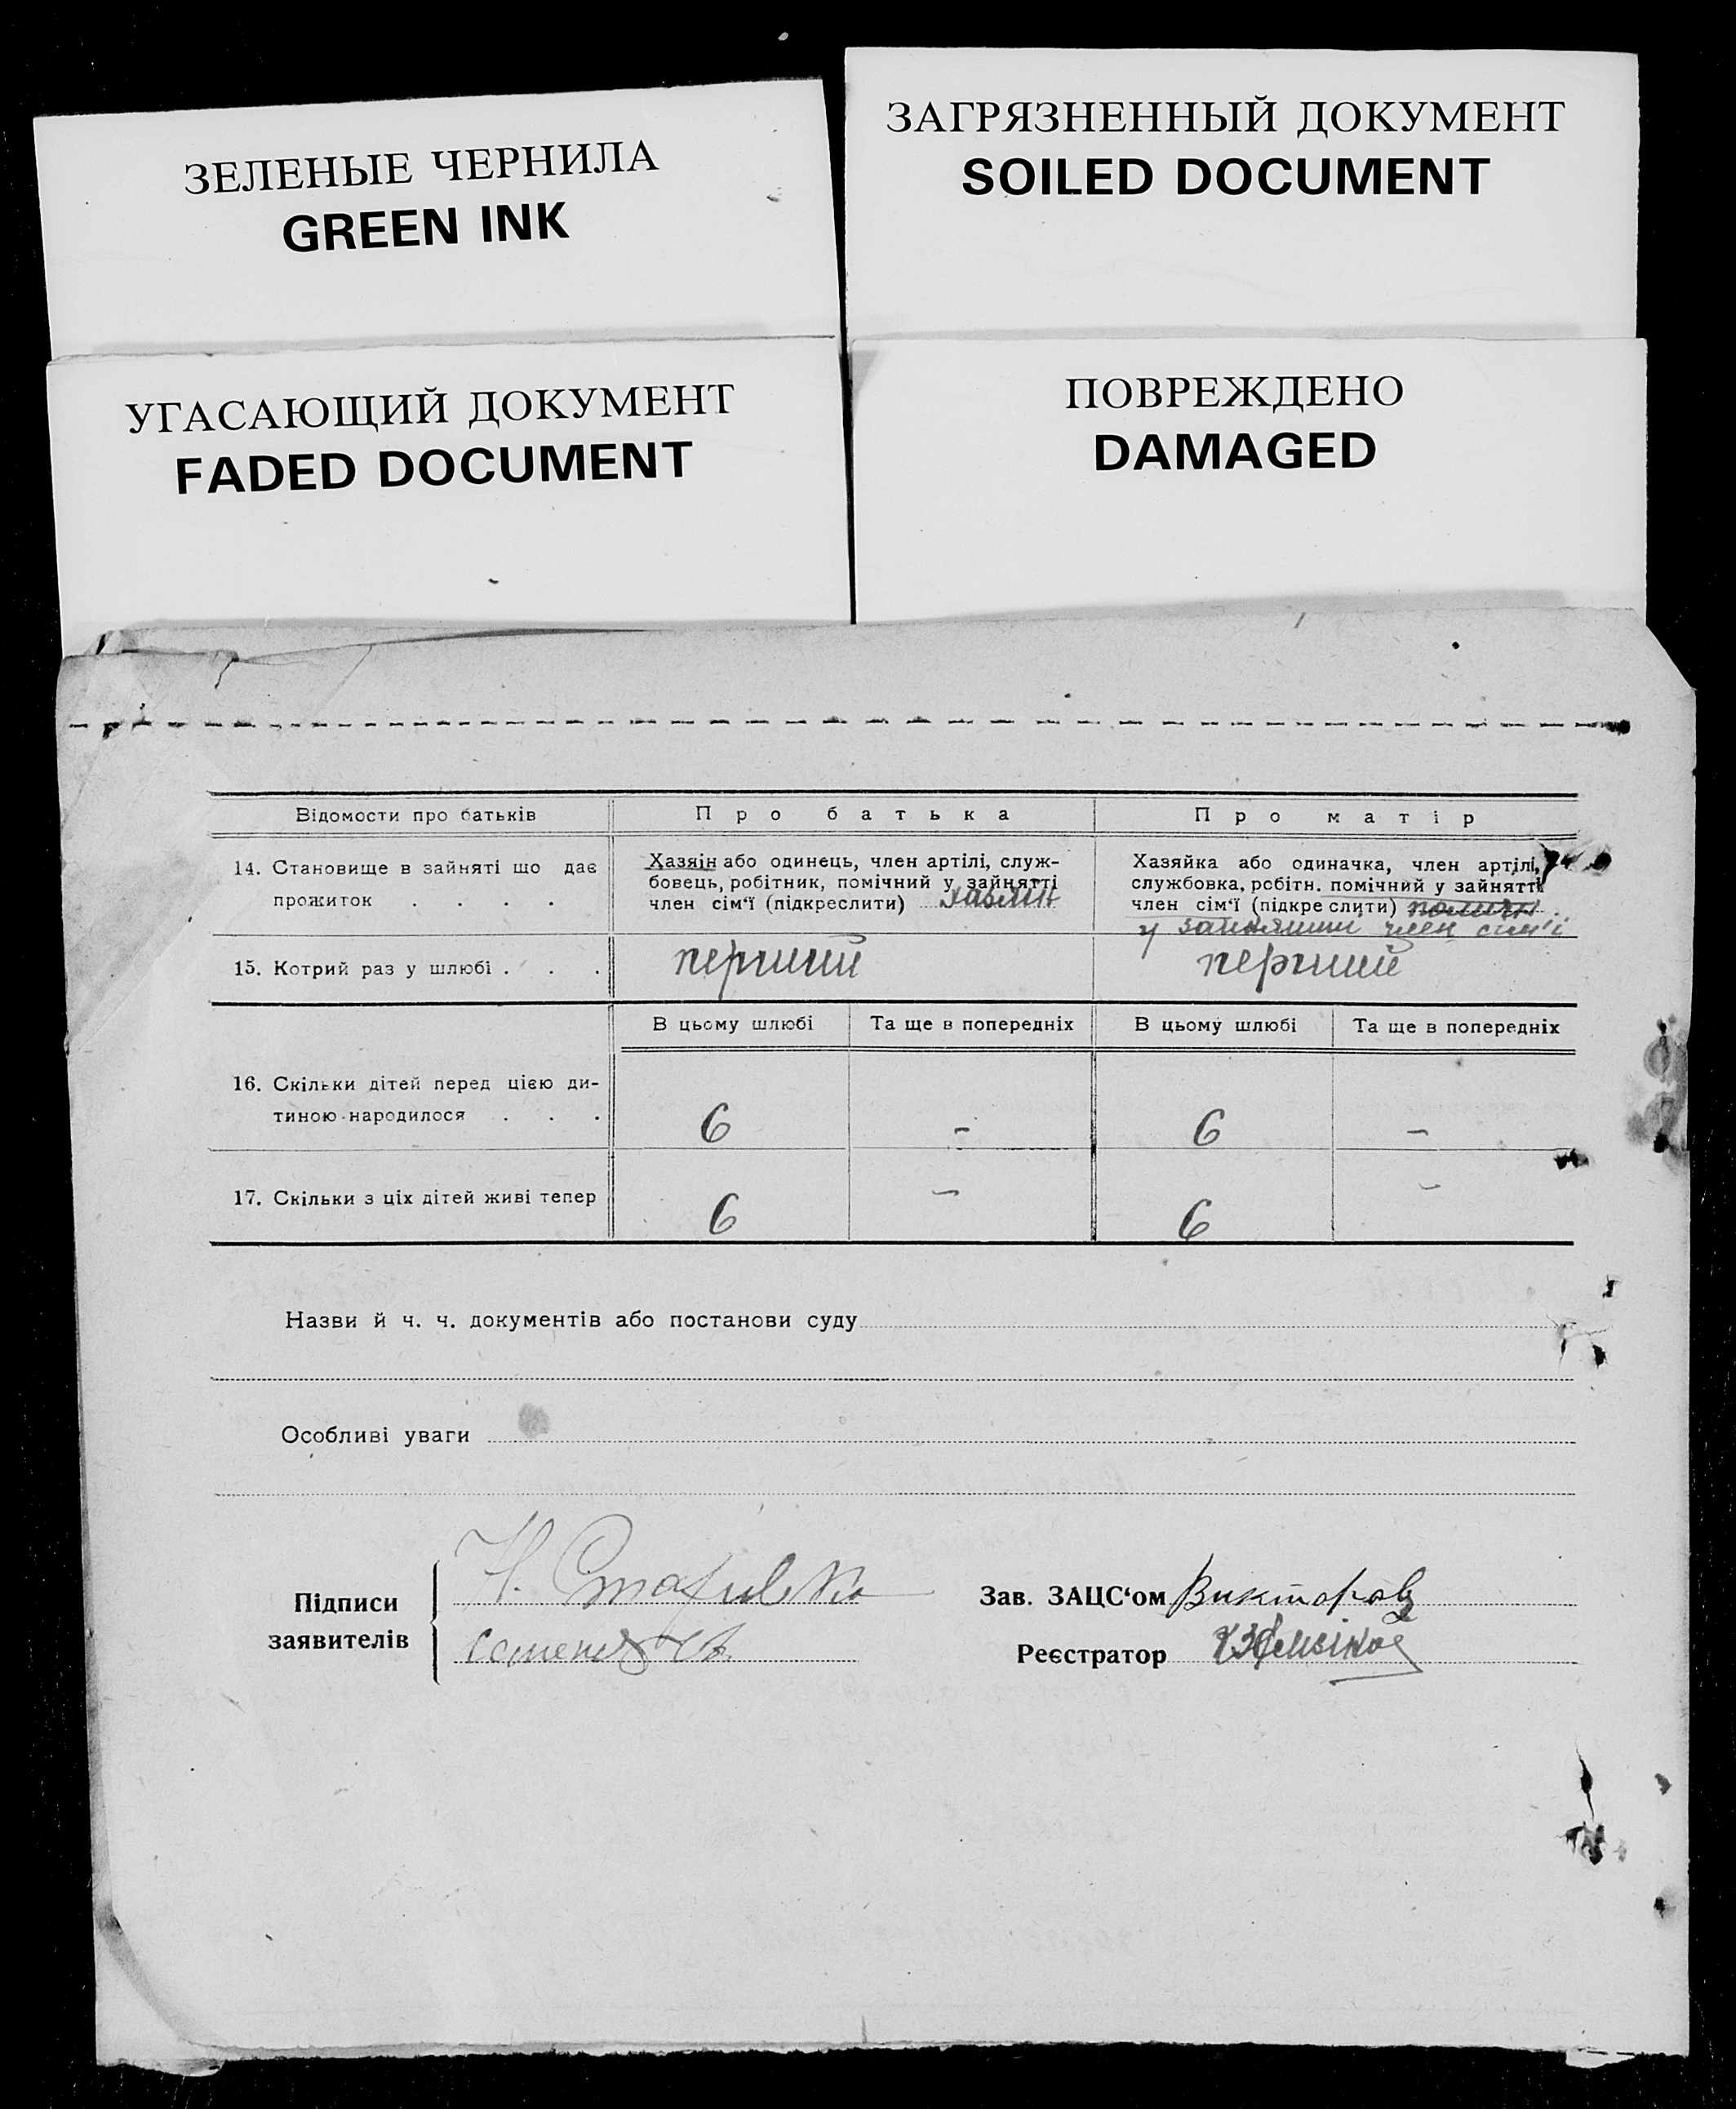 ЗЕЛЕНЫЕ ЧЕРНИЛА
GREEN INK
ЗАГРЯЗНЕННЫЙ ДОКУМЕНТ
SOILED DOCUMENT
УГАСАЮЩИЙ ДОКУМЕНТ
FADED DOCUMENT
ПОВРЕЖДЕНО
DAMAGED
Відомости про батьків
Про батька
Про матір
14. Становище в зайняті що дає
прожиток . . . .
Хазяїн або одинець, член артілі, служ-
бовець, робітник, помічний у зайнятті
член сім'ї (підкреслити) хазяїн
Хазяйка або одиначка, член артілі,
службовка, робітн. помічний у зайнятті
член сім'ї (підкреслити) помічн
у зайнятті член сім'ї
15. Котрий раз у шлюбі . . .
перший
перший
В цьому шлюбі
Та ще в попередніх
В цьому шлюбі
Та ще в попередніх
16. Скільки дітей перед цією ди-
тиною народилося . . .
6
-
6
-
17. Скільки з ціх дітей живі тепер
6
-
6
-
Назви й ч. ч. документів або постанови суду
Особливі уваги
Підписи
заявителів
Н.
Зав. ЗАЦС'ом Викторов
Реєстратор